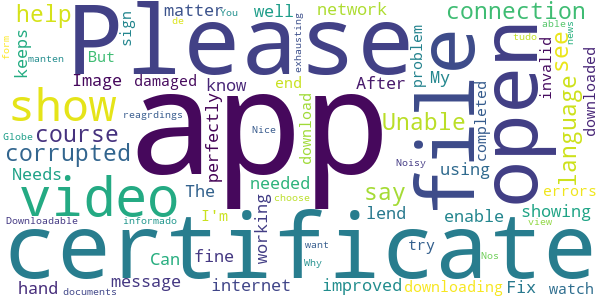 help
keeps
sign
matter
well
network
connection
You
de
Please
exhausting
form
manten
But
Image
damaged
know
After
My
problem
able
invalid
news
tudo
see
file
open
show
app
language
downloaded
reagrdings
perfectly
end
download
Unable
completed
Globe
course
corrupted
Nice
Noisy
using
errors
Needs
The
needed
say
choose
video
I'm
working
lend
enable
showing
Downloadable
informado
view
certificate
Can
fine
want
try
Why
Nos
hand
message
internet
improved
downloading
Fix
watch
documents